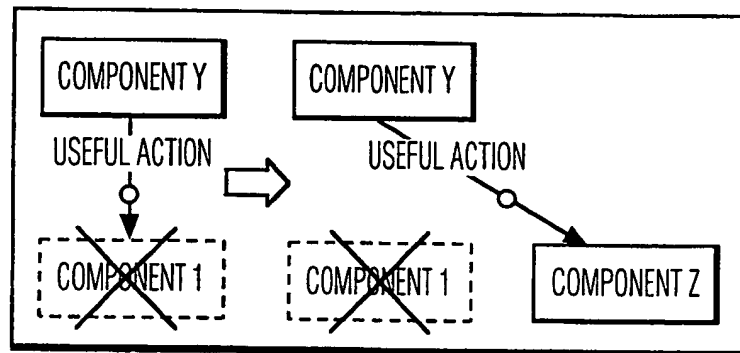 COMPONENT Y
USEFUL ACTION
COMPONENT 1
COMPONENT Y
USEFUL ACTION
COMPONENT 1
COMPONENT Z